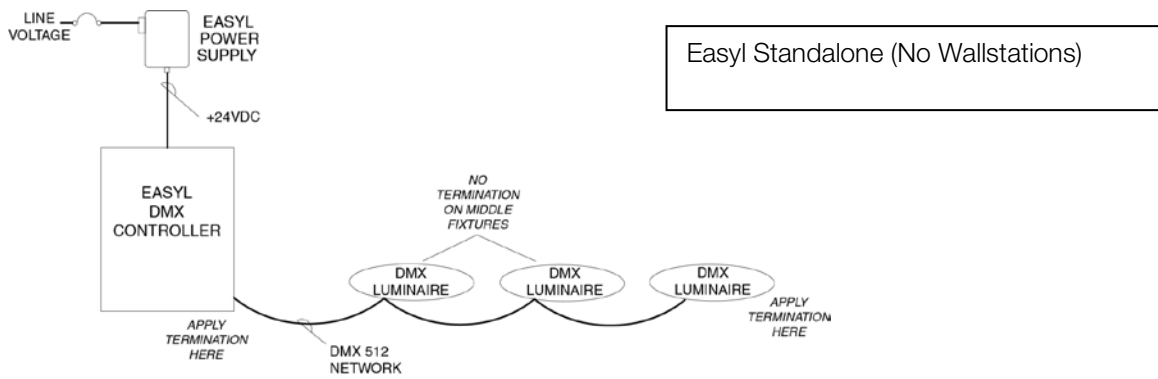 LINE
VOLTAGE
EASYL
POWER
SUPPLY
Easyl Standalone (No Wallstations)
+24VDC
EASYL
DMX
CONTROLLER
NO
TERMINATION
ON MIDDLE
FIXTURES
DMX
LUMINAIRE
DMX
LUMINAIRE
DMX
LUMINAIRE
APPLY
TERMINATION
HERE
APPLY
TERMINATION
HERE
DMX 512
NETWORK